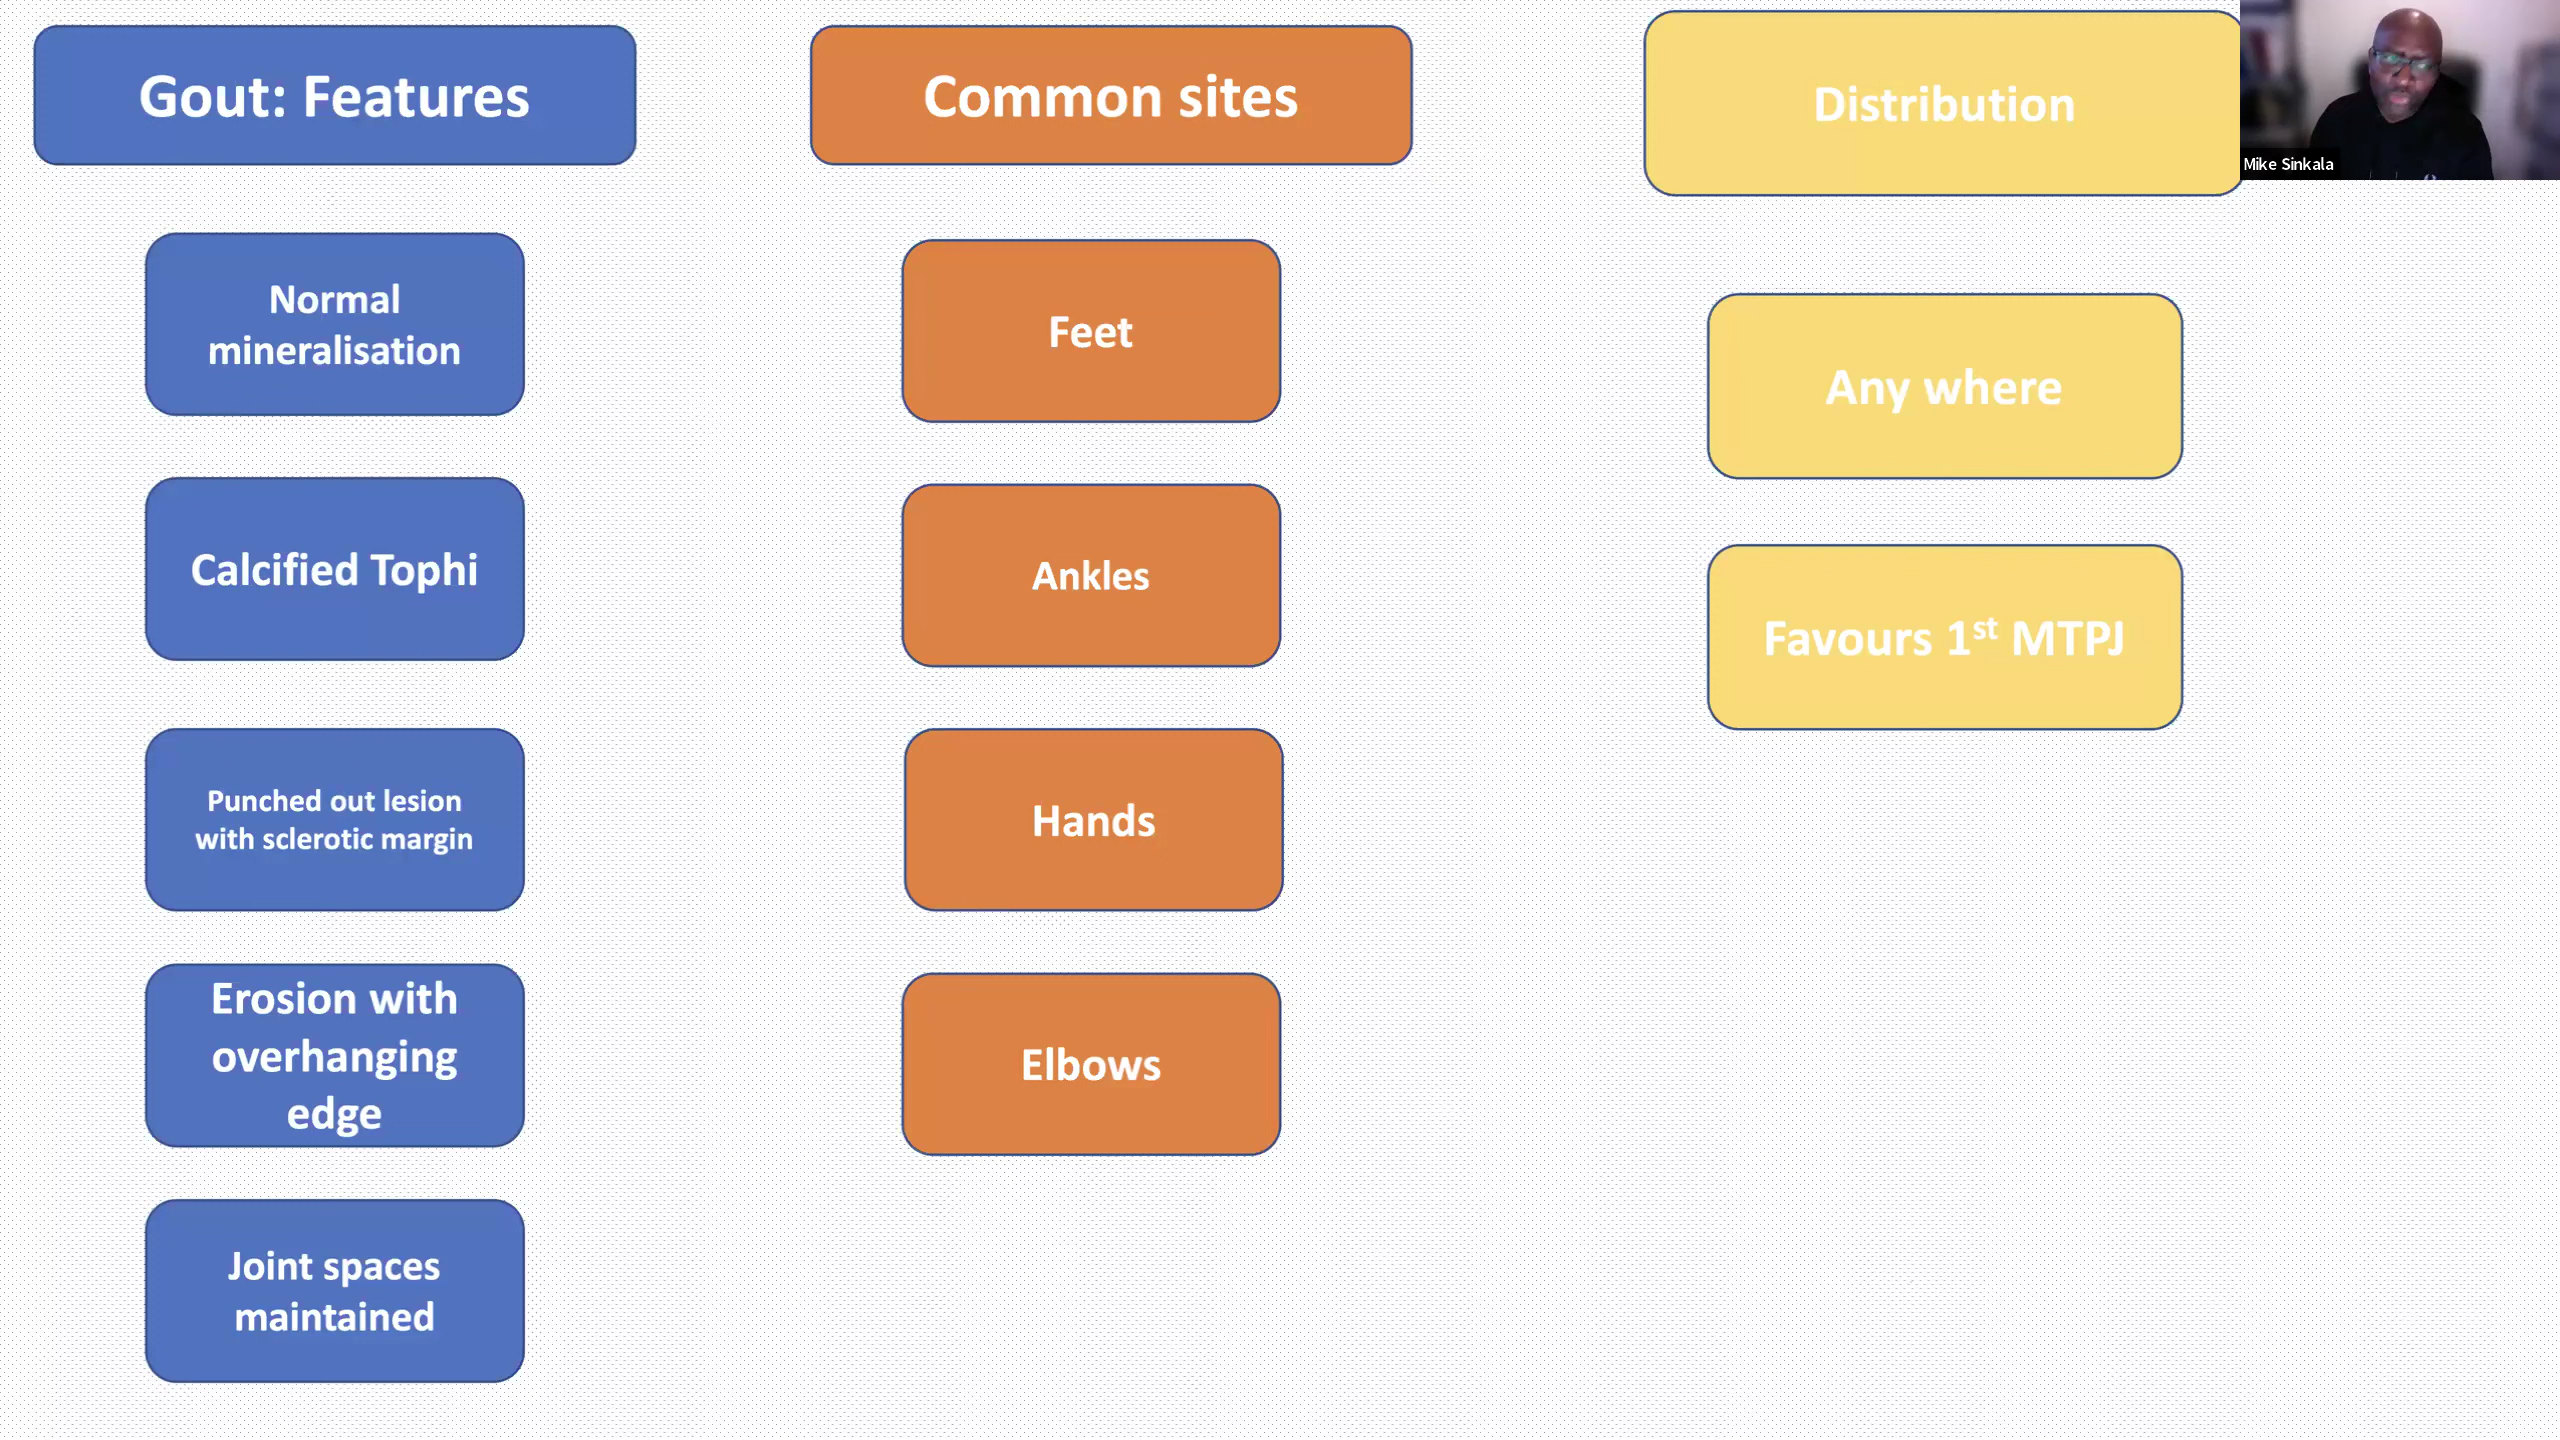 Gout: Features
Normal
mineralisation
Calcified Tophi
Punched out lesion
with sclerotic margin
Erosion with
overhanging
edge
Joint spaces
maintained
Common sites
Feet
Ankles
Hands
Elbows
Distribution
Any where
Favours 1st MTPJ
Mike Sinkala